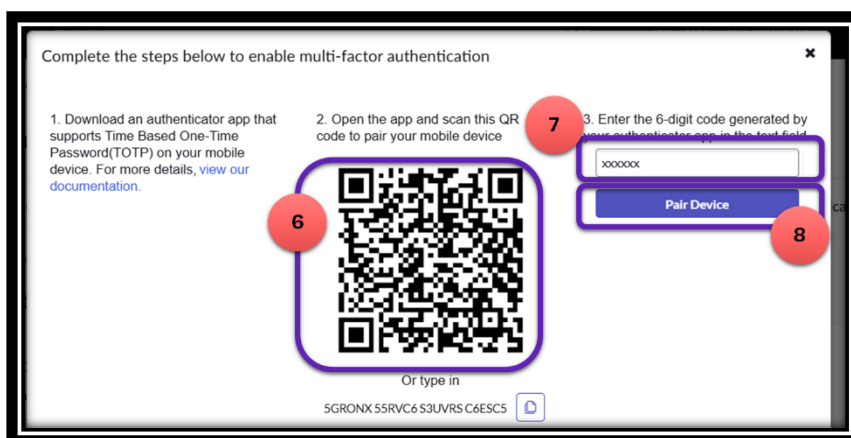 Complete the steps below to enable multi-factor authentication
×
1. Download an authenticator app that
supports Time Based One-Time
Password(TOTP) on your mobile
device. For more details, view our
documentation.
2. Open the app and scan this QR
code to pair your mobile device
6
Or type in
5GRONX 55RVC6 S3UVRS C6ESC5
7
3. Enter the 6-digit code generated by
your authenticator app in the text field
xxxxxx
Pair Device
8
ca